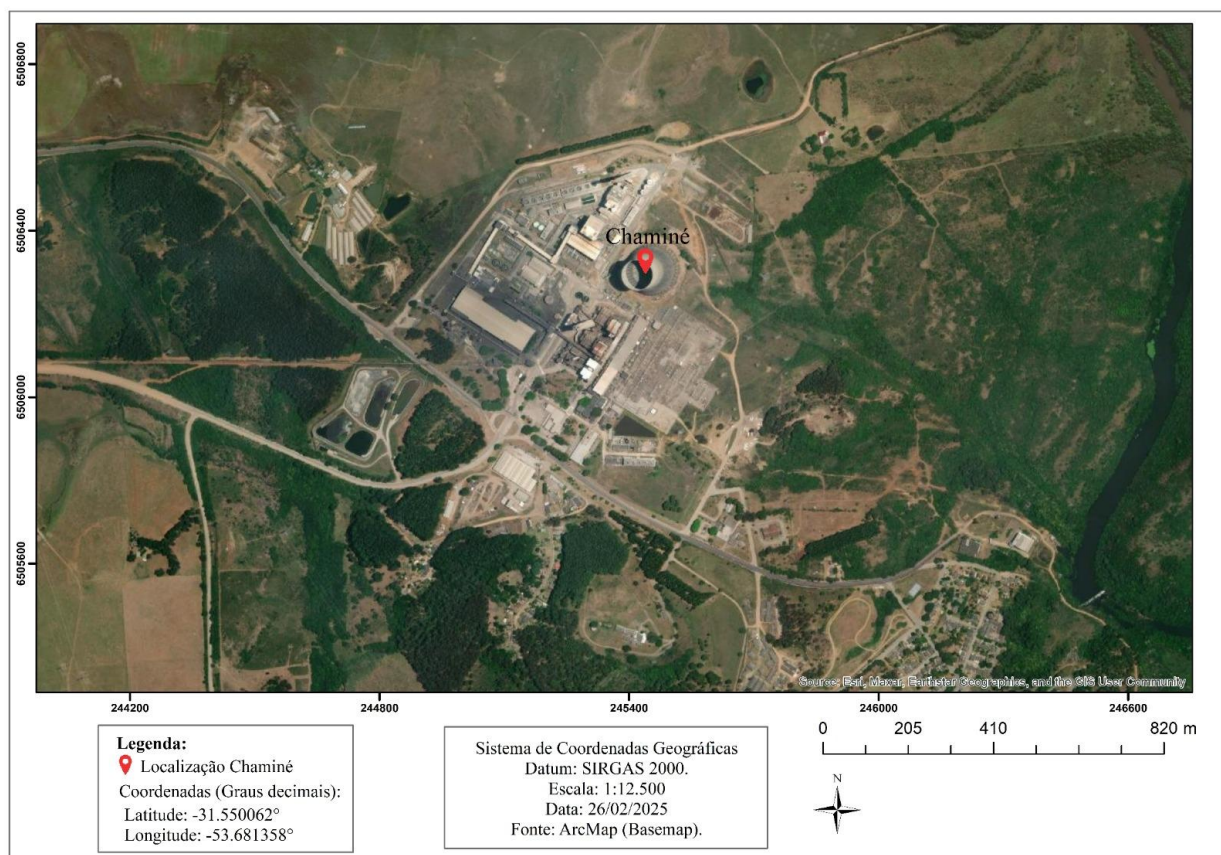 6506800
6506400
6506000
6505600
Chaminé
Source: Esri, Maxar, Earthstar Geographics, and the GIS User Community
244200
244800
245400
246000
246600
Legenda:
Localização Chaminé
Coordenadas (Graus decimais):
Latitude: -31.550062°
Longitude: -53.681358°
Sistema de Coordenadas Geográficas
Datum: SIRGAS 2000.
Escala: 1:12.500
Data: 26/02/2025
Fonte: ArcMap (Basemap).
0 205 410 820 m
N